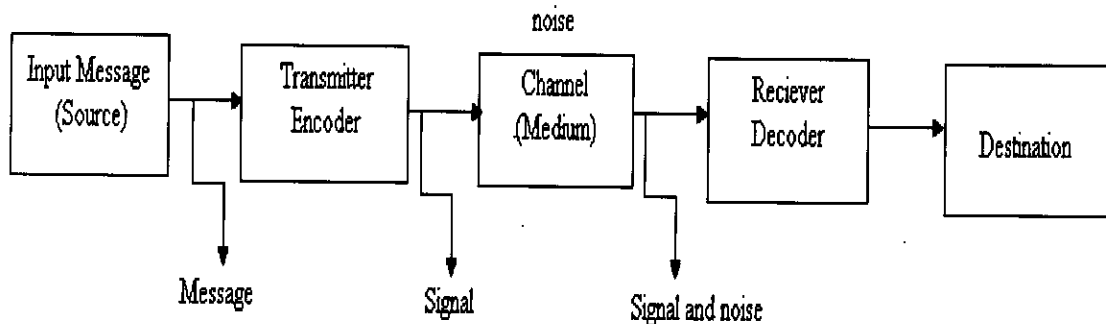 noise
Input Message
(Source)
Transmitter
Encoder
Channel
(Medium)
Reciever
Decoder
Destination
Message
Signal
Signal and noise